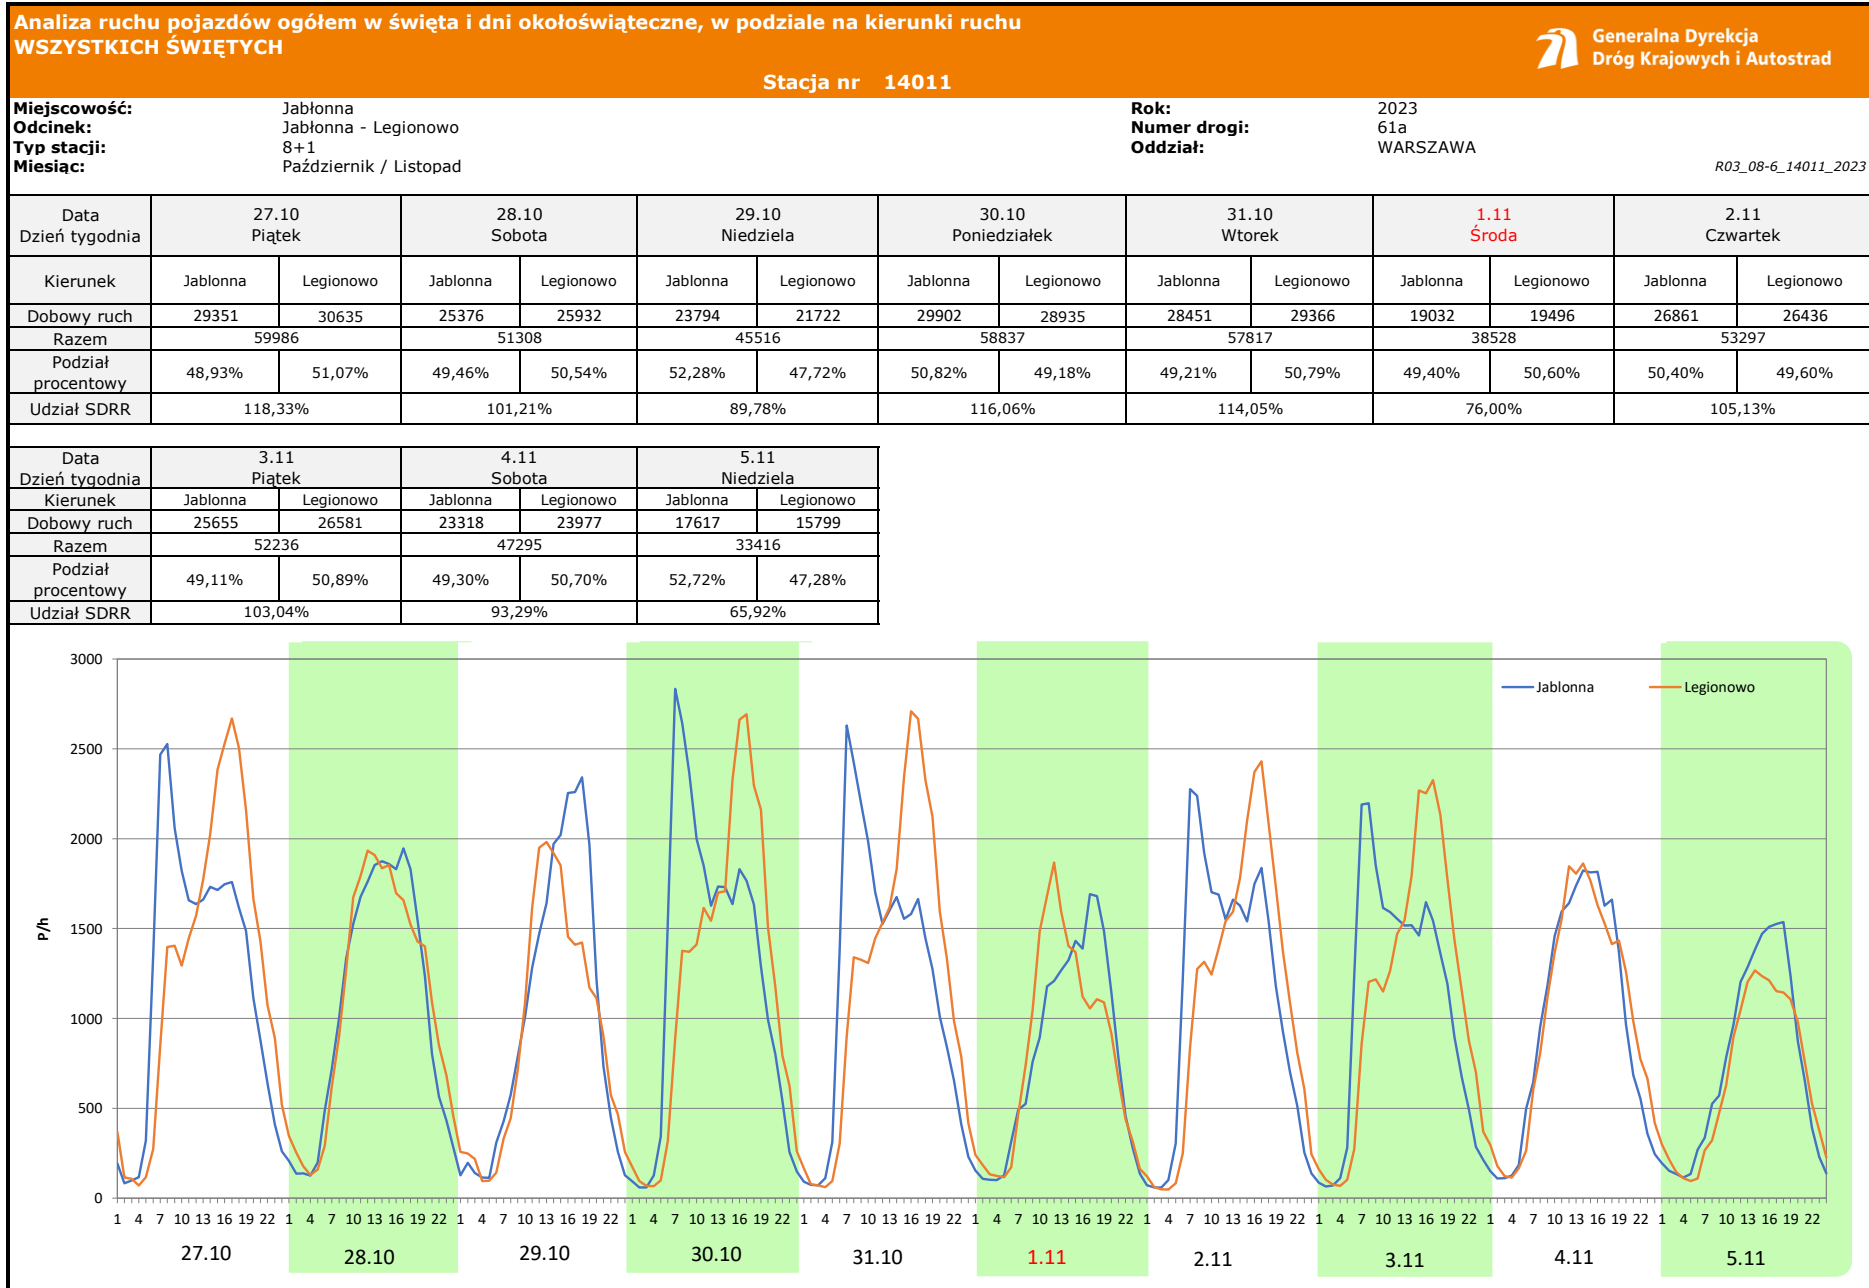 Analiza ruchu pojazdów ogółem w święta i dni okołoświąteczne, w podziale na kierunki ruchu
WSZYSTKICH ŚWIĘTYCH
Generalna Dyrekcja
Dróg Krajowych i Autostrad
Stacja nr 14011
Miejscowość: Jabłonna Rok: 2023
Odcinek: Jabłonna - Legionowo Numer drogi: 61a
Typ stacji: 8+1 Oddział: WARSZAWA
Miesiąc: Październik / Listopad R03_08-6_14011_2023
Data 27.10 28.10 29.10 30.10 31.10 1.11 2.11
Dzień tygodnia Piątek Sobota Niedziela Poniedziałek Wtorek Środa Czwartek
Kierunek Jablonna Legionowo Jablonna Legionowo Jablonna Legionowo Jablonna Legionowo Jablonna Legionowo Jablonna Legionowo Jablonna Legionowo
Dobowy ruch 29351 30635 25376 25932 23794 21722 29902 28935 28451 29366 19032 19496 26861 26436
Razem 59986 51308 45516 58837 57817 38528 53297
Podział
procentowy 48,93% 51,07% 49,46% 50,54% 52,28% 47,72% 50,82% 49,18% 49,21% 50,79% 49,40% 50,60% 50,40% 49,60%
Udział SDRR 118,33% 101,21% 89,78% 116,06% 114,05% 76,00% 105,13%
Data 3.11 4.11 5.11
Dzień tygodnia Piątek Sobota Niedziela
Kierunek Jablonna Legionowo Jablonna Legionowo Jablonna Legionowo
Dobowy ruch 25655 26581 23318 23977 17617 15799
Razem 52236 47295 33416
Podział
procentowy 49,11% 50,89% 49,30% 50,70% 52,72% 47,28%
Udział SDRR 103,04% 93,29% 65,92%
3000
Jablonna Legionowo
2500
2000
1500
P/h
1000
500
0
1 4 7 10 13 16 19 22 1 4 7 10 13 16 19 22 1 4 7 10 13 16 19 22 1 4 7 10 13 16 19 22 1 4 7 10 13 16 19 22 1 4 7 10 13 16 19 22 1 4 7 10 13 16 19 22 1 4 7 10 13 16 19 22 1 4 7 10 13 16 19 22 1 4 7 10 13 16 19 22
27.10 28.10 29.10 30.10 31.10 1.11 2.11 3.11 4.11 5.11